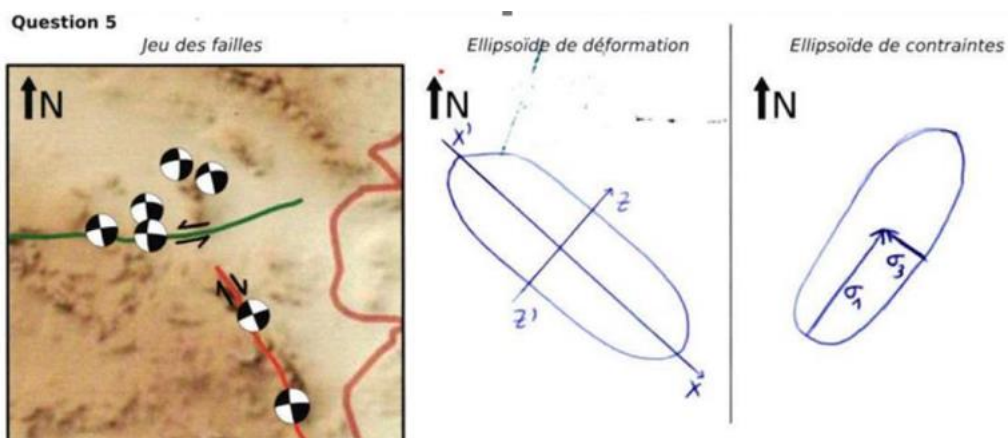 Question 5
Jeu des failles
Ellipsoïde de déformation
Ellipsoïde de contraintes
N
N
N
X'
Z
Z'
X
σ1
σ3